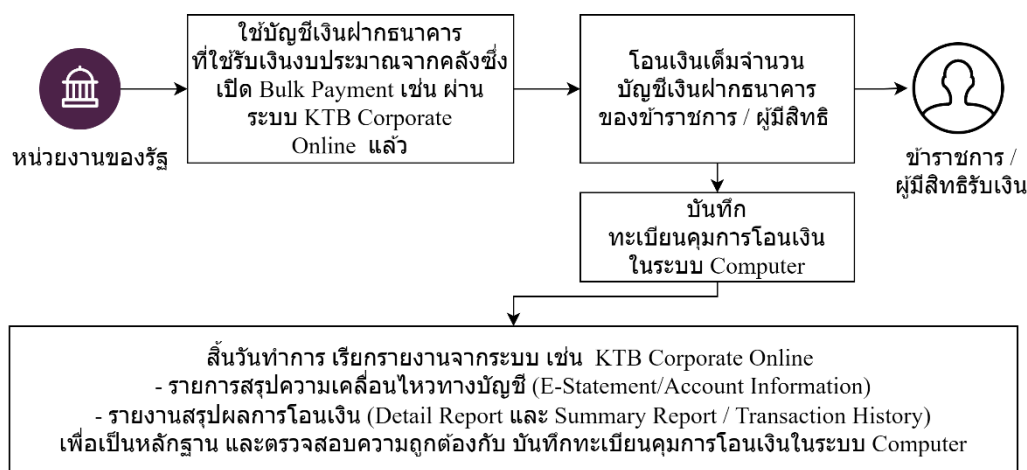 ใช้บัญชีเงินฝากธนาคาร
ที่ใช้รับเงินงบประมาณจากคลังซึ่ง
เปิด Bulk Payment เช่น ผ่าน
ระบบ KTB Corporate
Online แล้ว
โอนเงินเต็มจำนวน
บัญชีเงินฝากธนาคาร
ของข้าราชการ / ผู้มีสิทธิ
หน่วยงานของรัฐ
ข้าราชการ /
ผู้มีสิทธิรับเงิน
บันทึก
ทะเบียนคุมการโอนเงิน
ในระบบ Computer
สิ้นวันทำการ เรียกรายงานจากระบบ เช่น KTB Corporate Online
- รายการสรุปความเคลื่อนไหวทางบัญชี (E-Statement/Account Information)
- รายงานสรุปผลการโอนเงิน (Detail Report และ Summary Report / Transaction History)
เพื่อเป็นหลักฐาน และตรวจสอบความถูกต้องกับ บันทึกทะเบียนคุมการโอนเงินในระบบ Computer